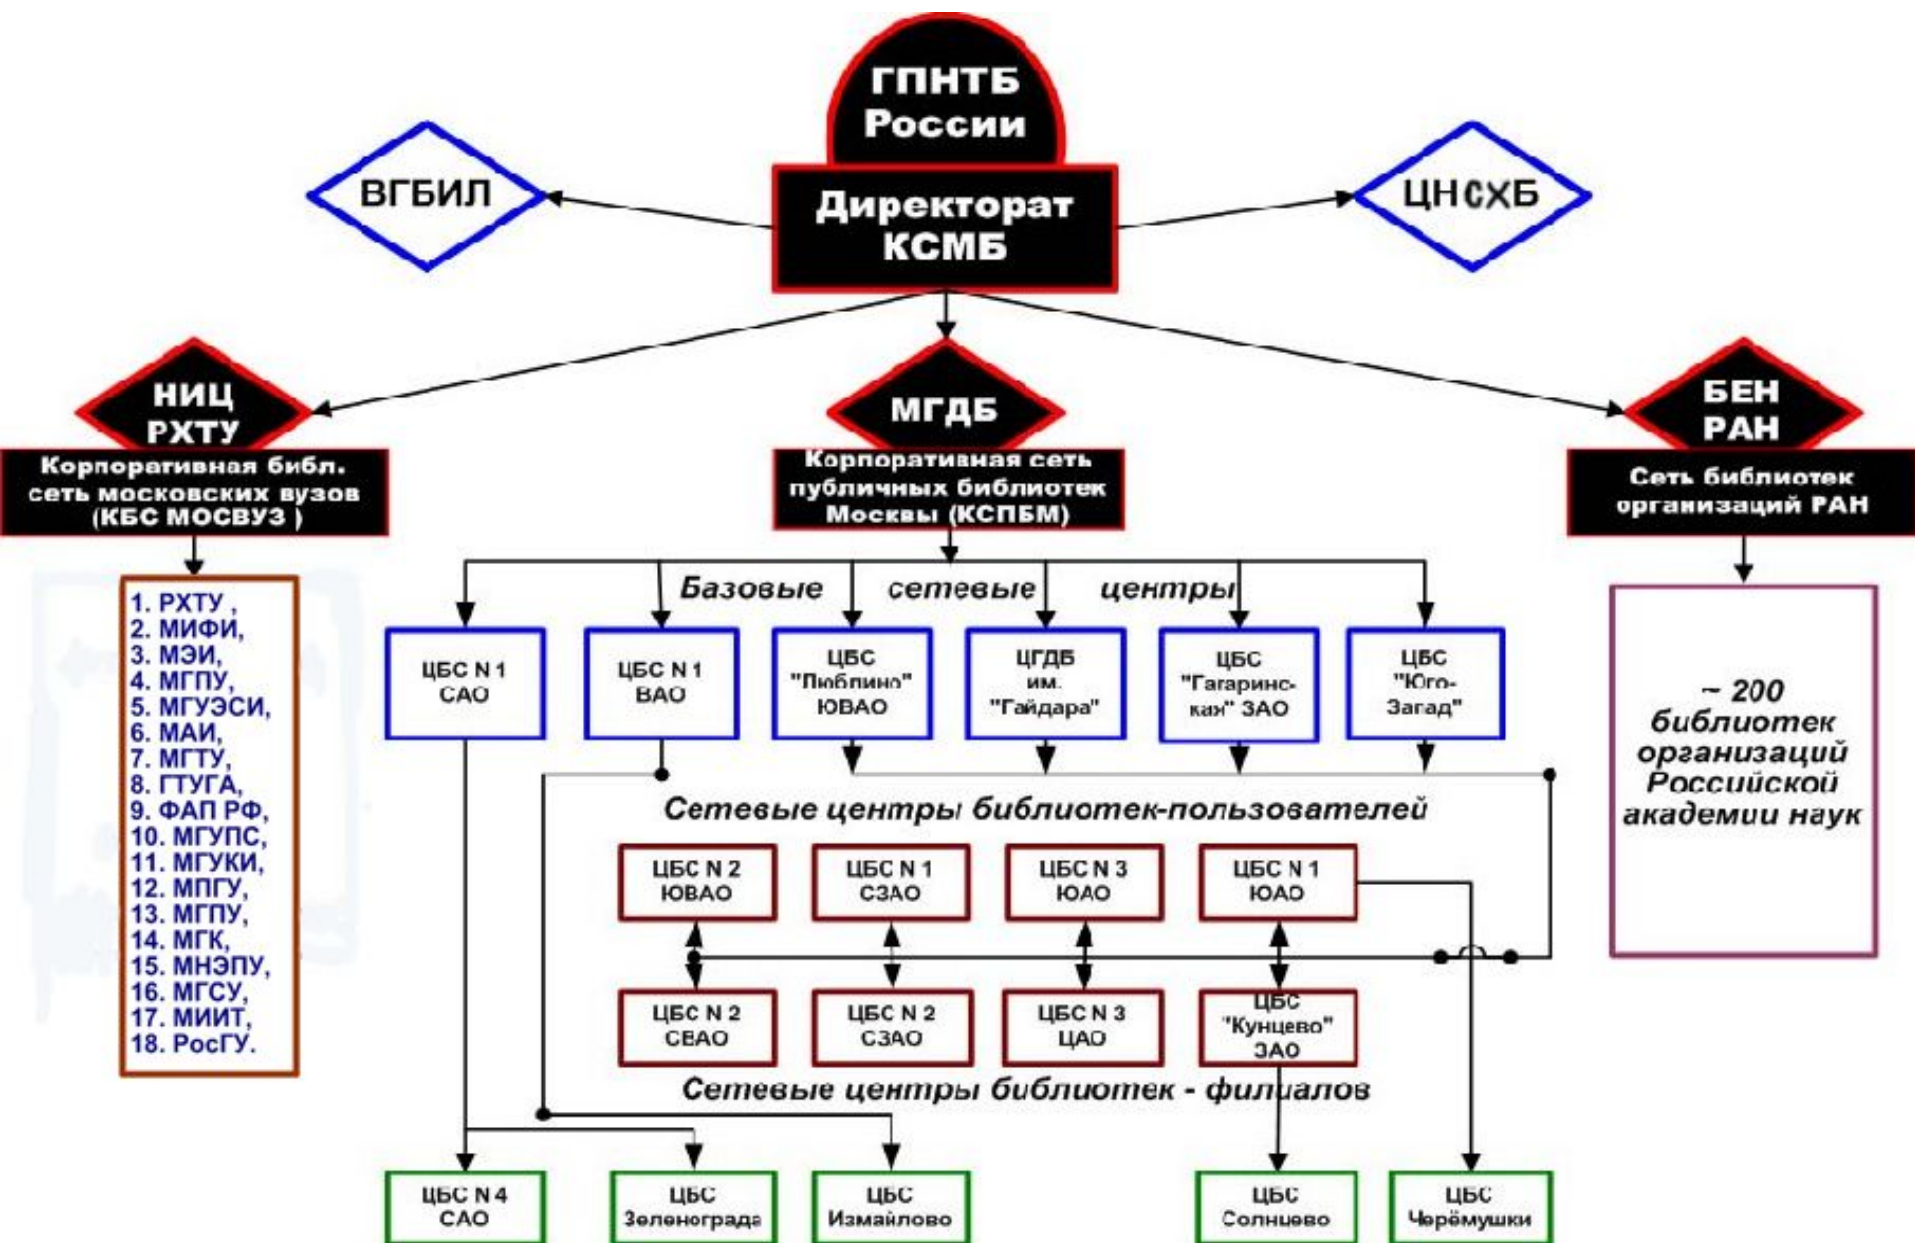 ГПНТБ
России
Директорат
КСМБ
ВГБИЛ
ЦНСХБ
НИЦ
РХТУ
Корпоративная библ.
сеть московских вузов
(КБС МОСВУЗ )
МГДБ
Корпоративная сеть
публичных библиотек
Москвы (КСПБМ)
БЕН
РАН
Сеть библиотек
организаций РАН
1. РХТУ ,
2. МИФИ,
3. МЭИ,
4. МГПУ,
5. МГУЭСИ,
6. МАИ,
7. МГТУ,
8. ГТУГА,
9. ФАП РФ,
10. МГУПС,
11. МГУКИ,
12. МПГУ,
13. МГПУ,
14. МГК,
15. МНЭПУ,
16. МГСУ,
17. МИИТ,
18. РосГУ.
Базовые сетевые центры
ЦБС N 1
САО
ЦБС N 1
ВАО
ЦБС
"Люблино"
ЮВАО
ЦГДБ
им.
"Гайдара"
ЦБС
"Гагаринс-
кая" ЗАО
ЦБС
"Юго-
Запад"
Сетевые центры библиотек-пользователей
ЦБС N 2
ЮВАО
ЦБС N 1
СЗАО
ЦБС N 3
ЮАО
ЦБС N 1
ЮАО
ЦБС N 2
СВАО
ЦБС N 2
СЗАО
ЦБС N 3
ЦАО
ЦБС
"Кунцево"
ЗАО
Сетевые центры библиотек - филиалов
ЦБС N 4
САО
ЦБС
Зеленограда
ЦБС
Измайлово
ЦБС
Солнцево
ЦБС
Черёмушки
~ 200
библиотек
организаций
Российской
академии наук